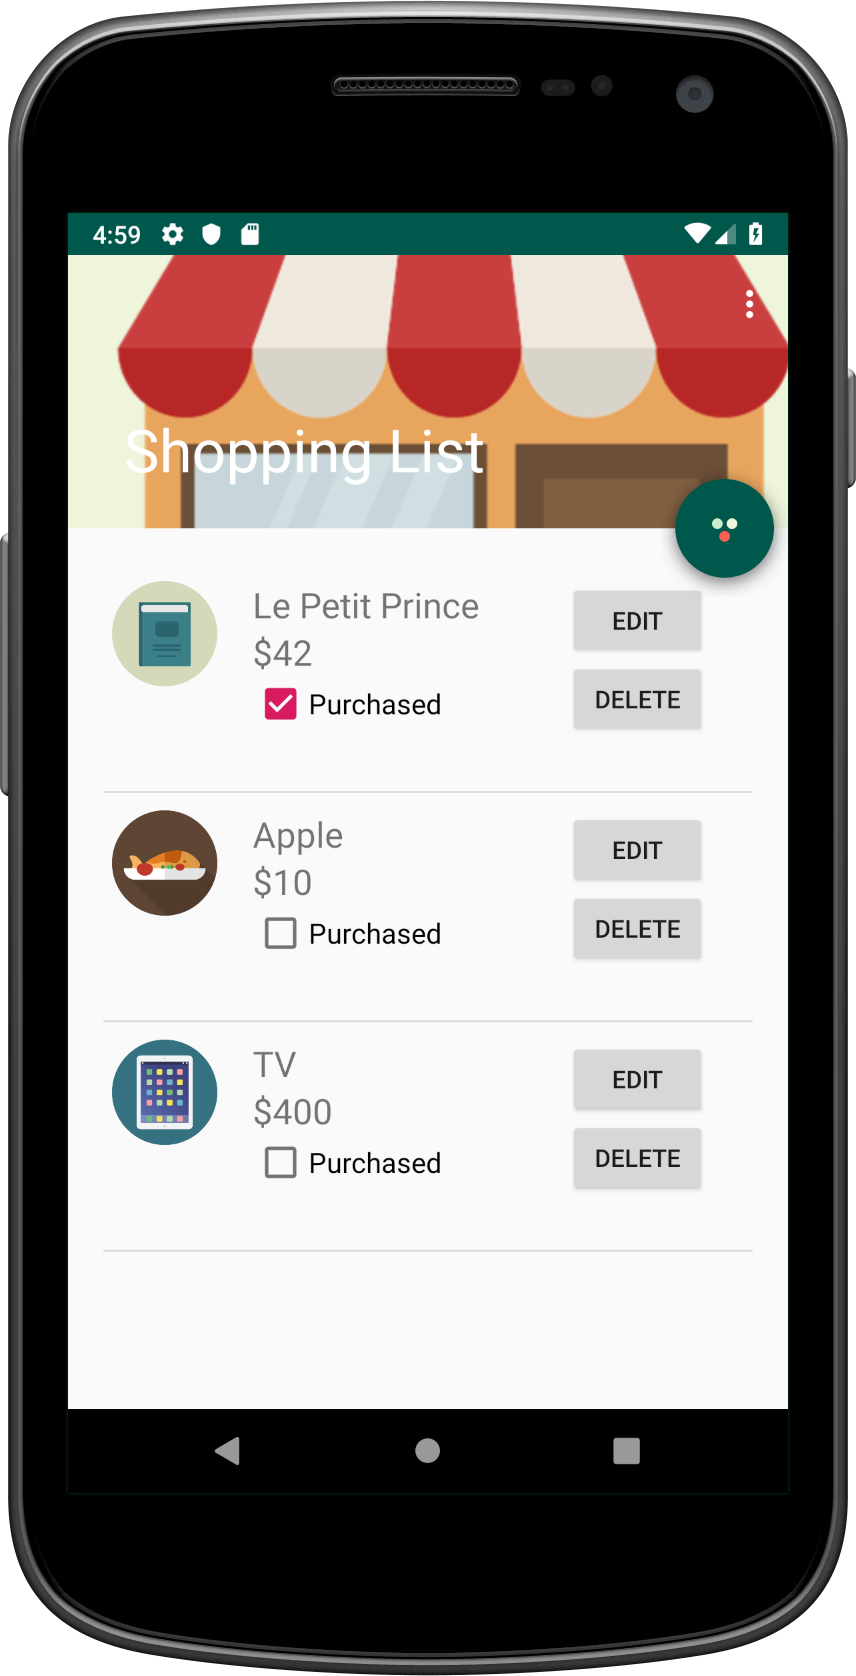 4:59
Shopping List
Le Petit Prince
$42
Purchased
EDIT
DELETE
Apple
$10
Purchased
EDIT
DELETE
TV
$400
Purchased
EDIT
DELETE